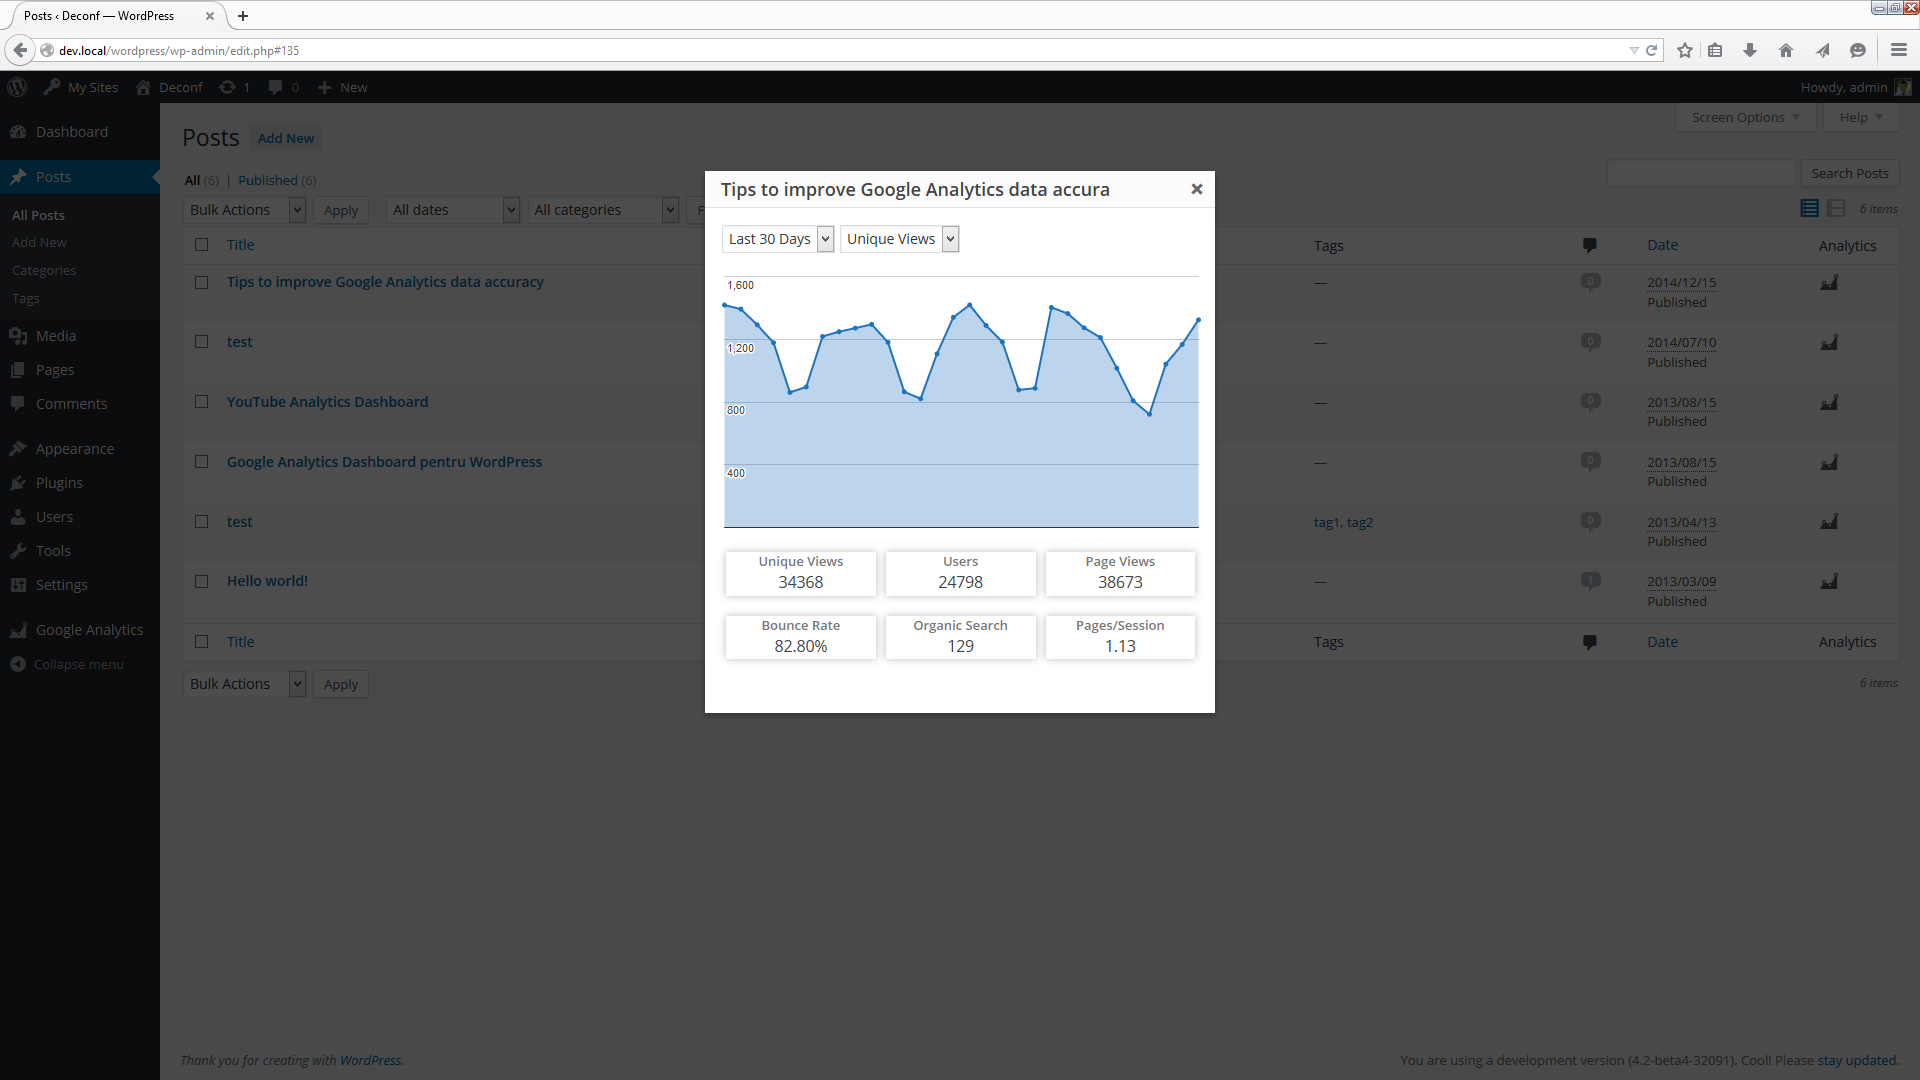 Posts ‹ Deconf — WordPress
dev.local/wordpress/wp-admin/edit.php#135
My Sites Deconf 1 0 New Howdy, admin
Screen Options Help
Dashboard
Posts
All Posts
Add New
Categories
Tags
Media
Pages
Comments
Appearance
Plugins
Users
Tools
Settings
Google Analytics
Collapse menu
Posts Add New
All (6) | Published (6)
Search Posts
Bulk Actions Apply All dates All categories F
6 items
Title Tags Date Analytics
Tips to improve Google Analytics data accuracy — 0 2014/12/15
Published
test — 0 2014/07/10
Published
YouTube Analytics Dashboard — 0 2013/08/15
Published
Google Analytics Dashboard pentru WordPress — 0 2013/08/15
Published
test tag1, tag2 0 2013/04/13
Published
Hello world! — 1 2013/03/09
Published
Title Tags Date Analytics
Bulk Actions Apply
6 items
Tips to improve Google Analytics data accura
Last 30 Days Unique Views
1,600
1,200
800
400
Unique Views Users Page Views
34368 24798 38673
Bounce Rate Organic Search Pages/Session
82.80% 129 1.13
Thank you for creating with WordPress.
You are using a development version (4.2-beta4-32091). Cool! Please stay updated.